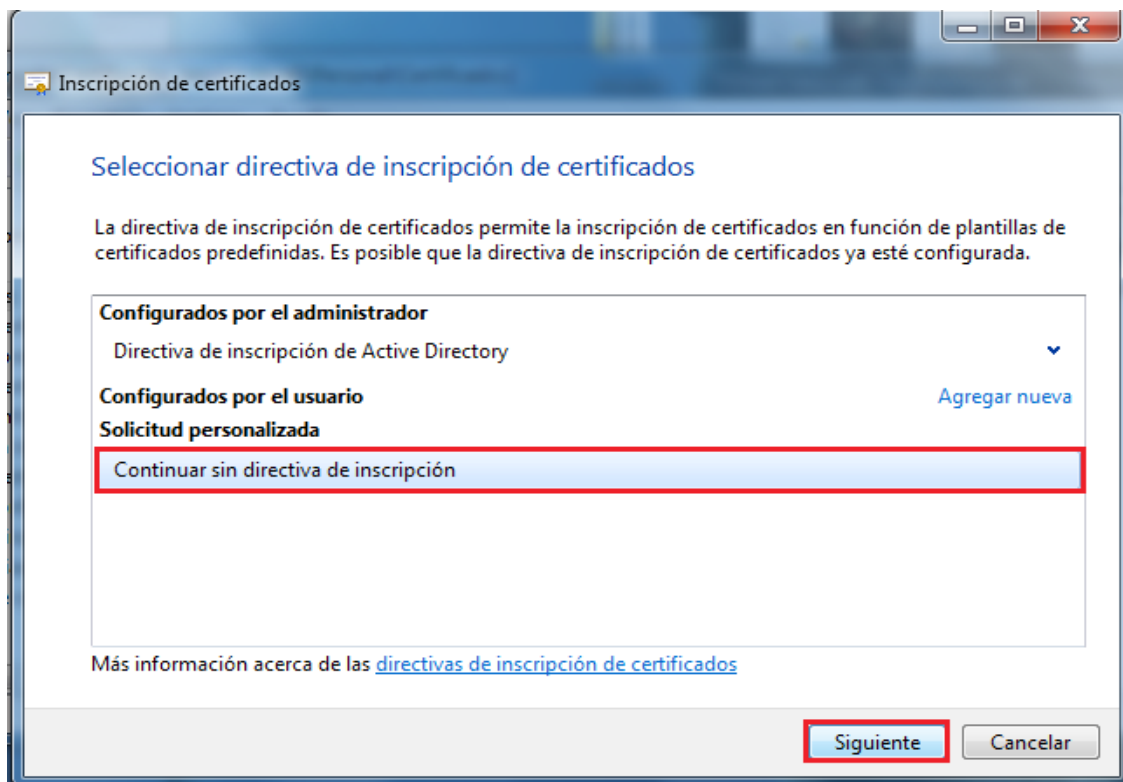 Inscripción de certificados
Seleccionar directiva de inscripción de certificados
La directiva de inscripción de certificados permite la inscripción de certificados en función de plantillas de
certificados predefinidas. Es posible que la directiva de inscripción de certificados ya esté configurada.
Configurados por el administrador
Directiva de inscripción de Active Directory
Configurados por el usuario Agregar nueva
Solicitud personalizada
Continuar sin directiva de inscripción
Más información acerca de las directivas de inscripción de certificados
Siguiente Cancelar